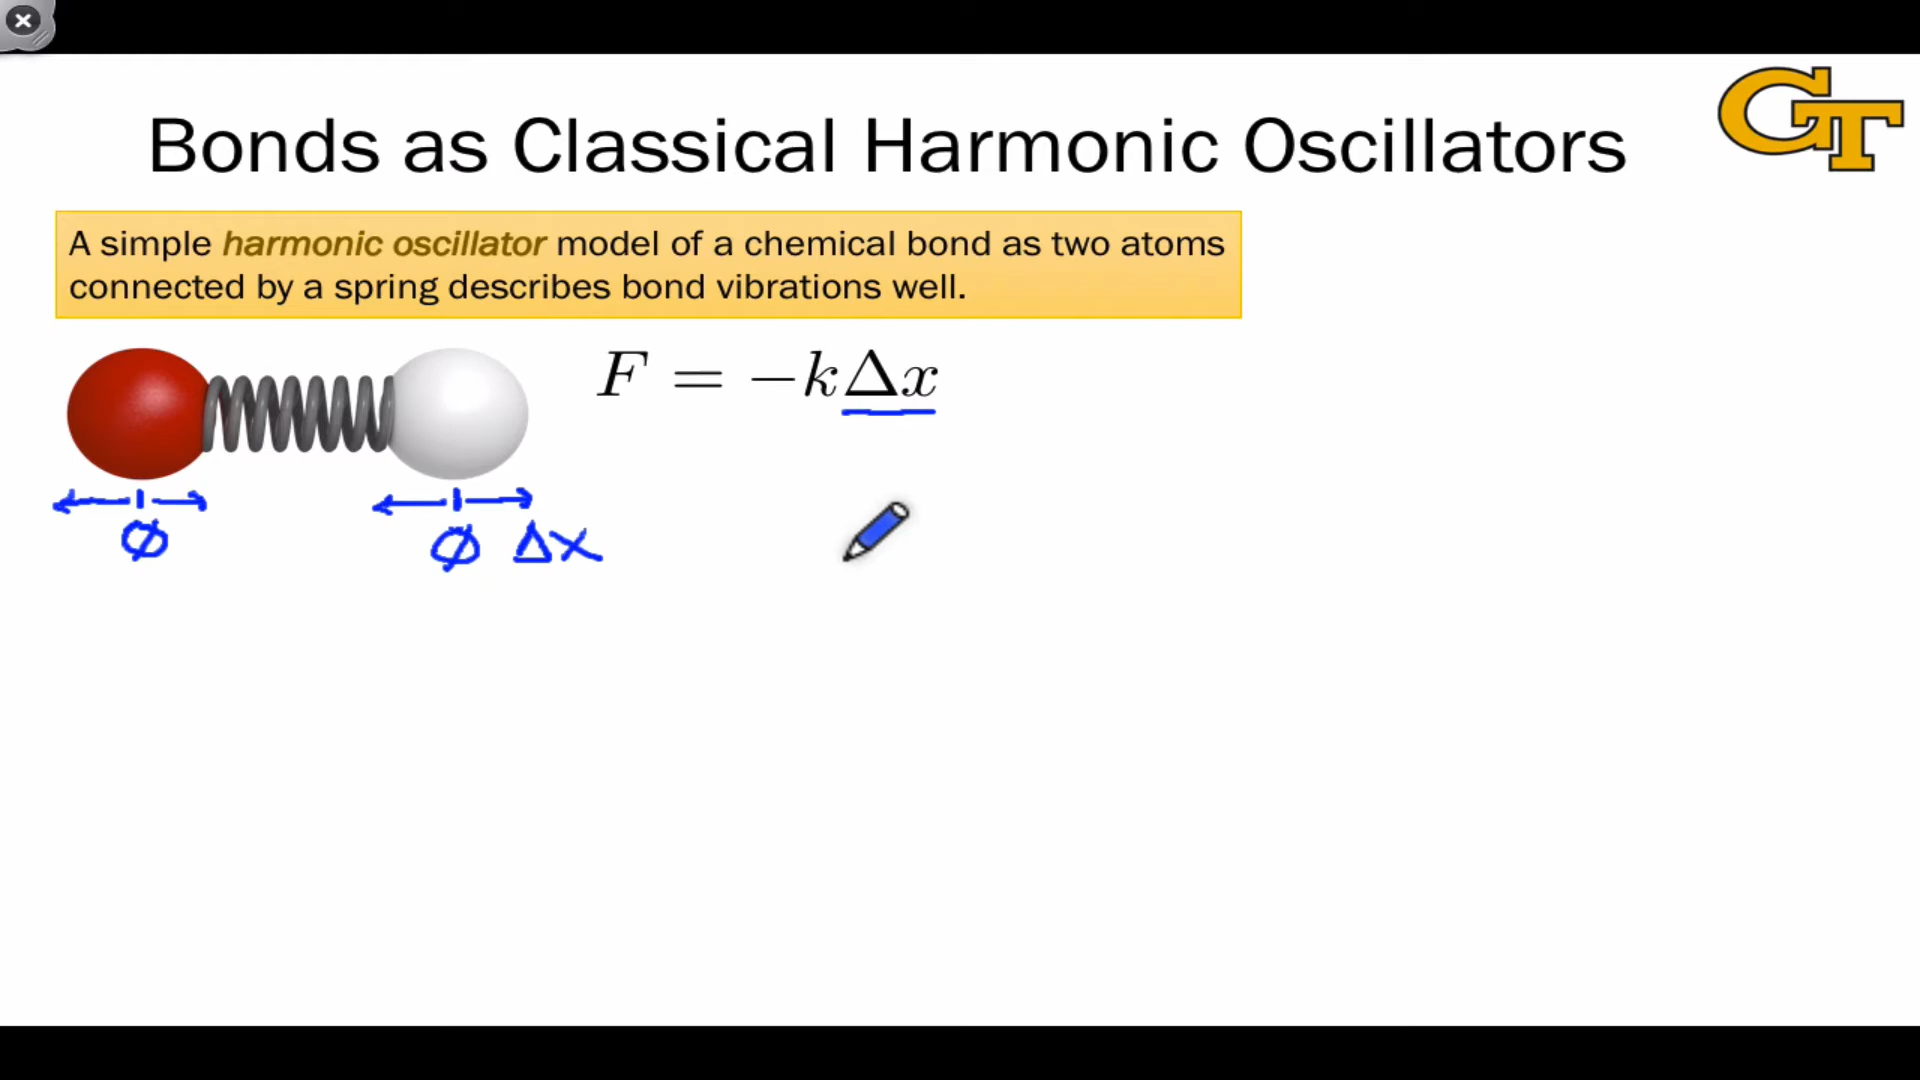 GT
Bonds as Classical Harmonic Oscillators
A simple harmonic oscillator model of a chemical bond as two atoms
connected by a spring describes bond vibrations well.
F = −kΔx
Ø Ø Δx